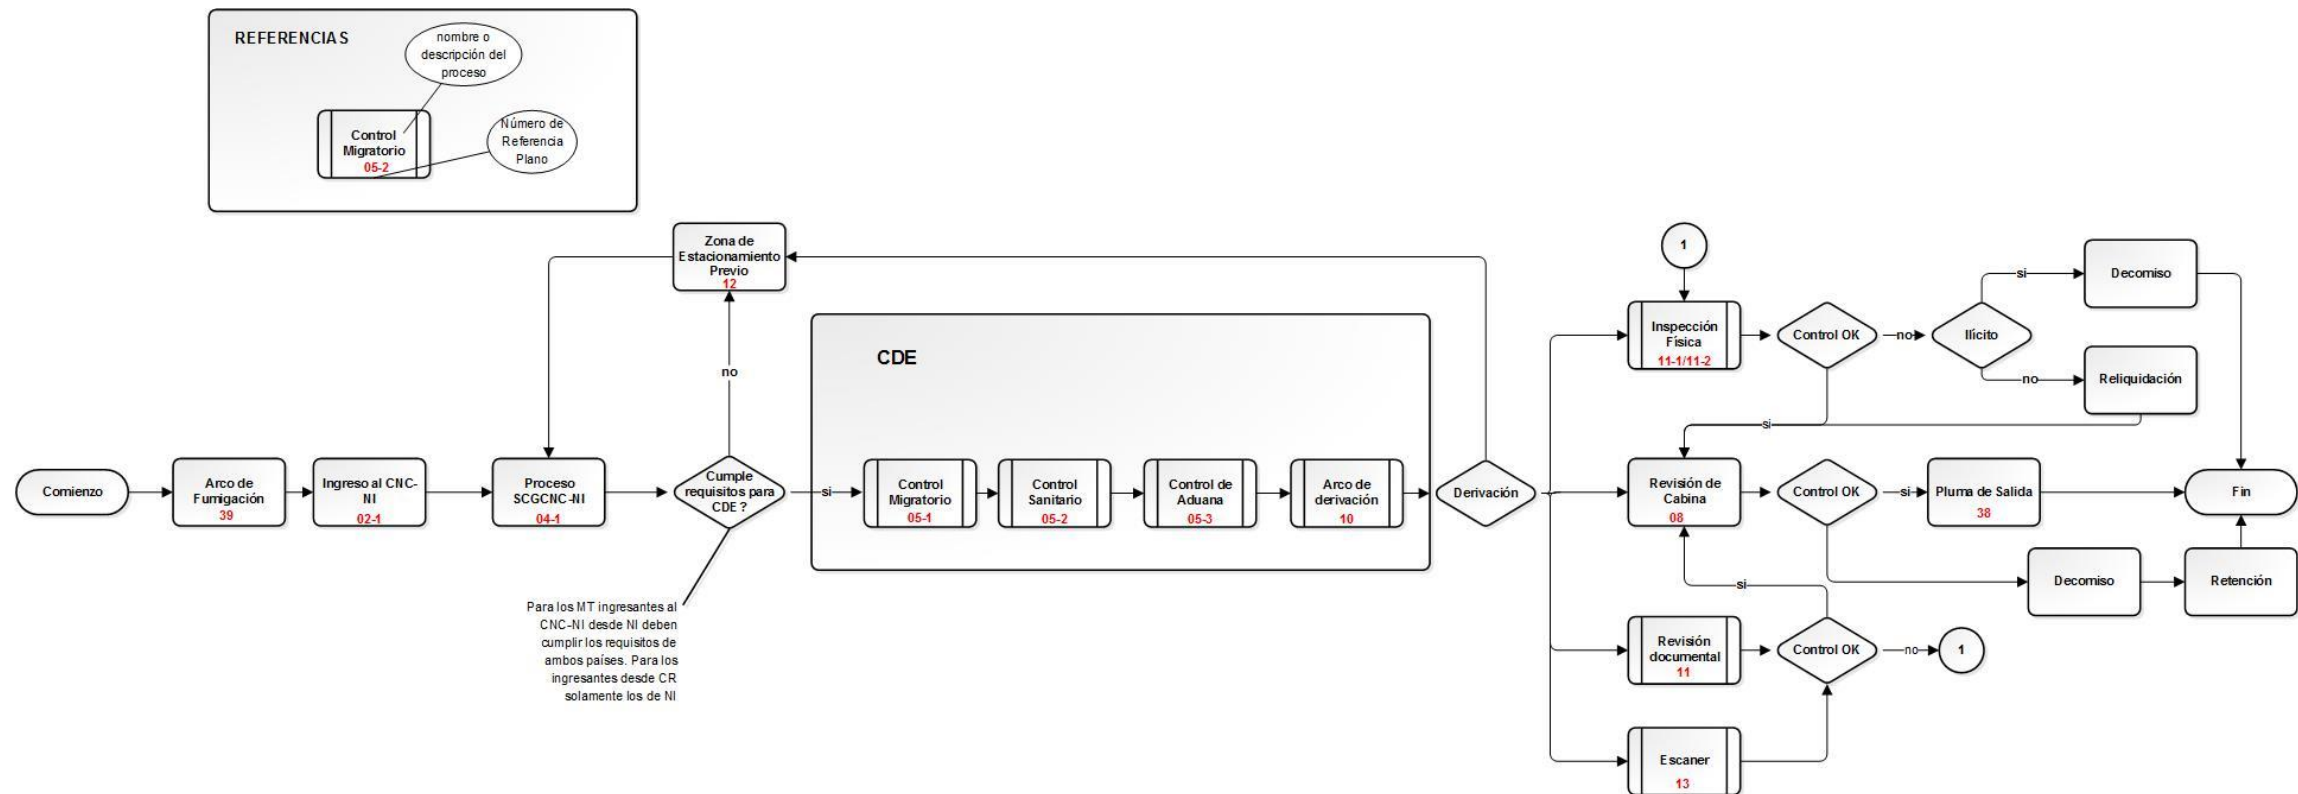 REFERENCIAS
nombre o
descripción del
proceso
Control
Migratorio
05-2
Número de
Referencia
Plano
Comienzo
Arco de
Fumigación
39
Ingreso al CNC-
NI
02-1
Proceso
SCGCNC-NI
04-1
Zona de
Estacionamiento
Previo
12
no
Cumple
requisitos para
CDE ?
si
Para los MT ingresantes al
CNC-NI desde NI deben
cumplir los requisitos de
ambos países. Para los
ingresantes desde CR
solamente los de NI
CDE
Control
Migratorio
05-1
Control
Sanitario
05-2
Control de
Aduana
05-3
Arco de
derivación
10
Derivación
1
Inspección
Física
11-1/11-2
Control OK
no
Ilícito
si
Decomiso
no
Reliquidación
si
Revisión de
Cabina
08
Control OK
si
Pluma de Salida
38
Fin
Decomiso
Retención
si
Revisión
documental
11
Control OK
no
1
Escaner
13